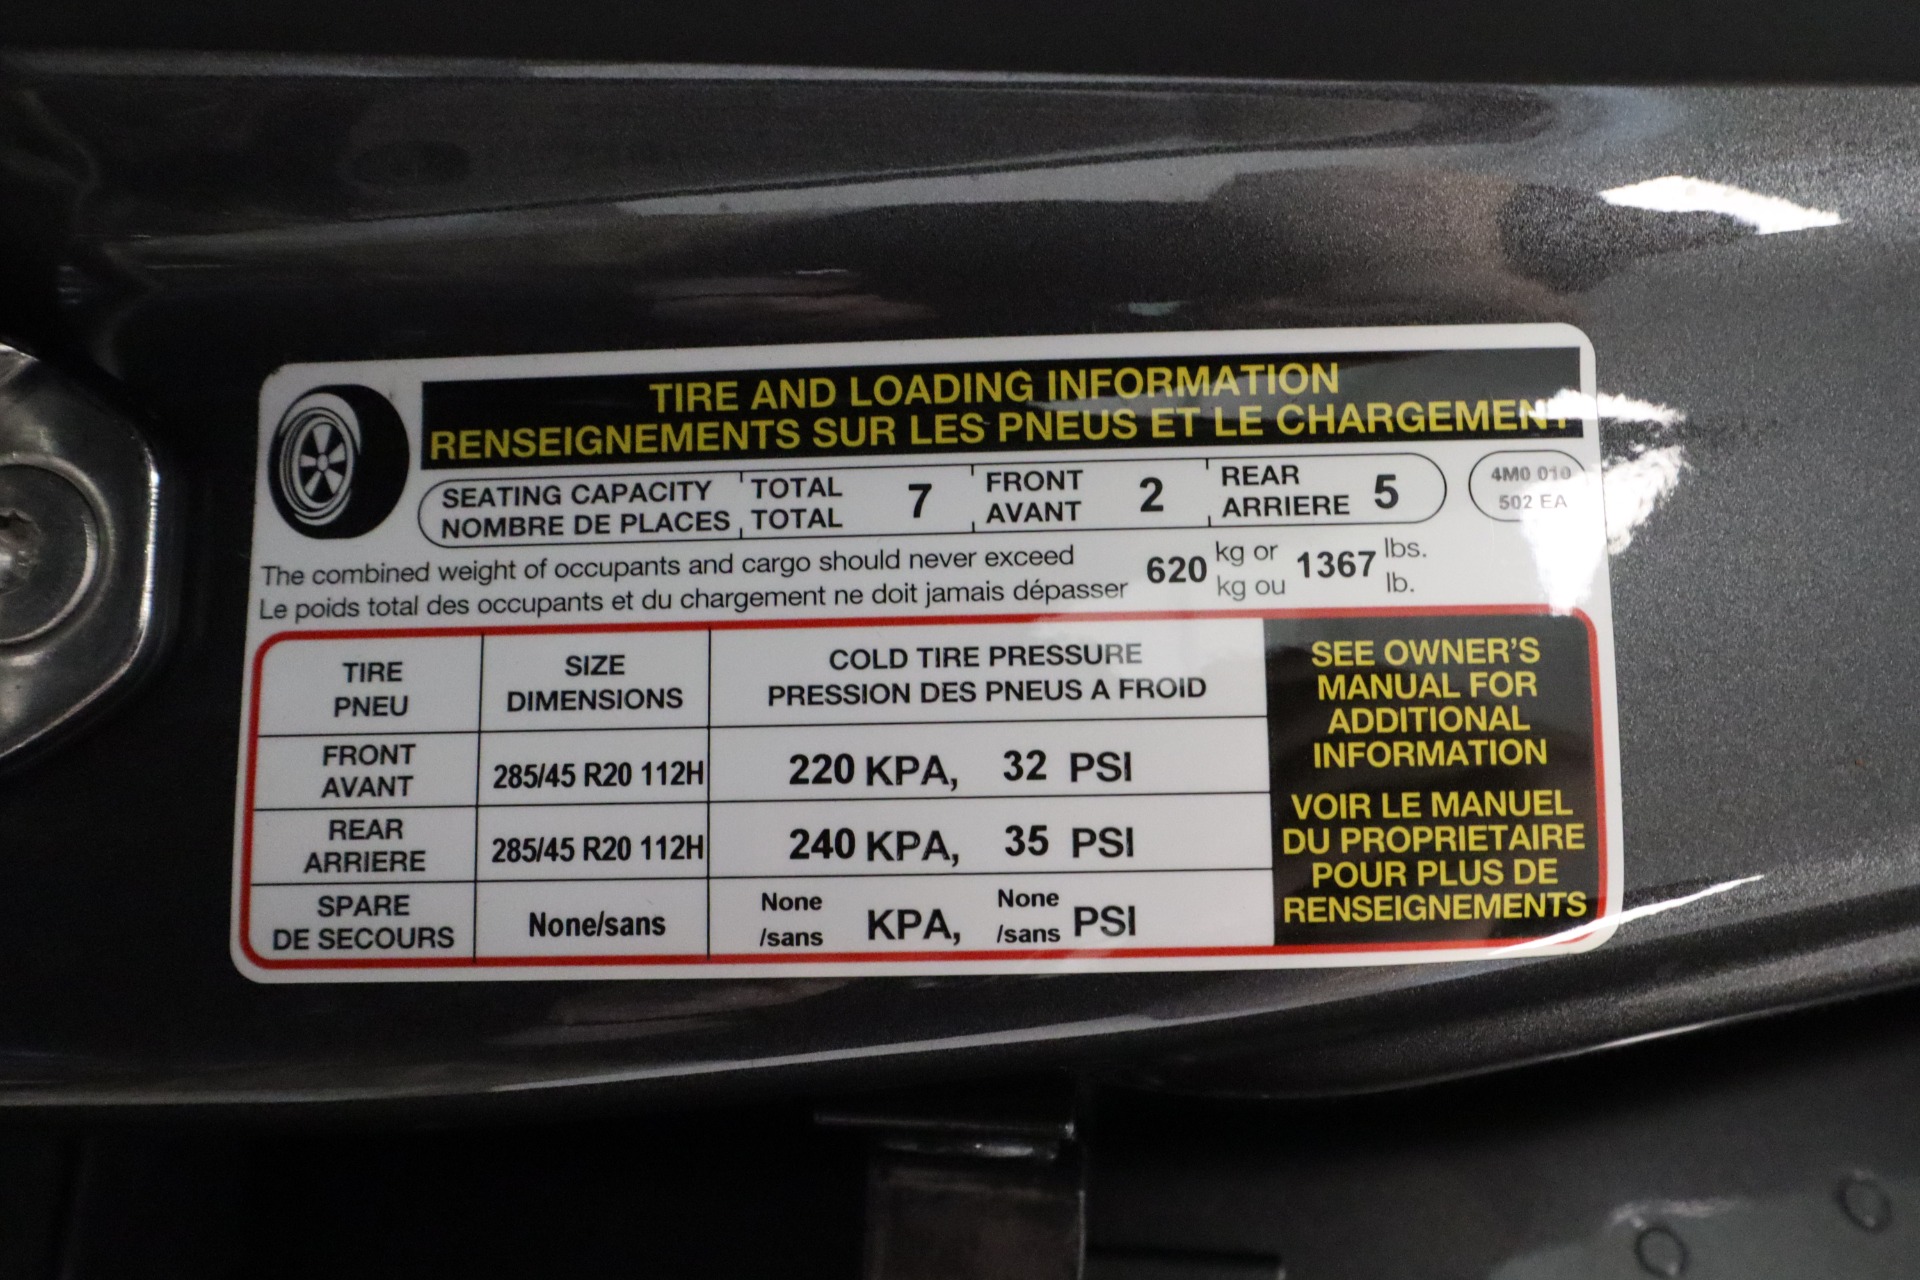 TIRE AND LOADING INFORMATION
RENSEIGNEMENTS SUR LES PNEUS ET LE CHARGEMENT
SEATING CAPACITY TOTAL 7 FRONT 2 REAR 5
NOMBRE DE PLACES TOTAL AVANT ARRIERE
4M0 010
502 EA
The combined weight of occupants and cargo should never exceed 620 kg or 1367 lbs.
Le poids total des occupants et du chargement ne doit jamais dépasser kg ou lb.
TIRE SIZE COLD TIRE PRESSURE
PNEU DIMENSIONS PRESSION DES PNEUS A FROID
FRONT
AVANT
285/45 R20 112H 220 KPA, 32 PSI
REAR
ARRIERE
285/45 R20 112H 240 KPA, 35 PSI
SPARE
DE SECOURS
None/sans None /sans KPA, None /sans PSI
SEE OWNER'S
MANUAL FOR
ADDITIONAL
INFORMATION
VOIR LE MANUEL
DU PROPRIETAIRE
POUR PLUS DE
RENSEIGNEMENTS